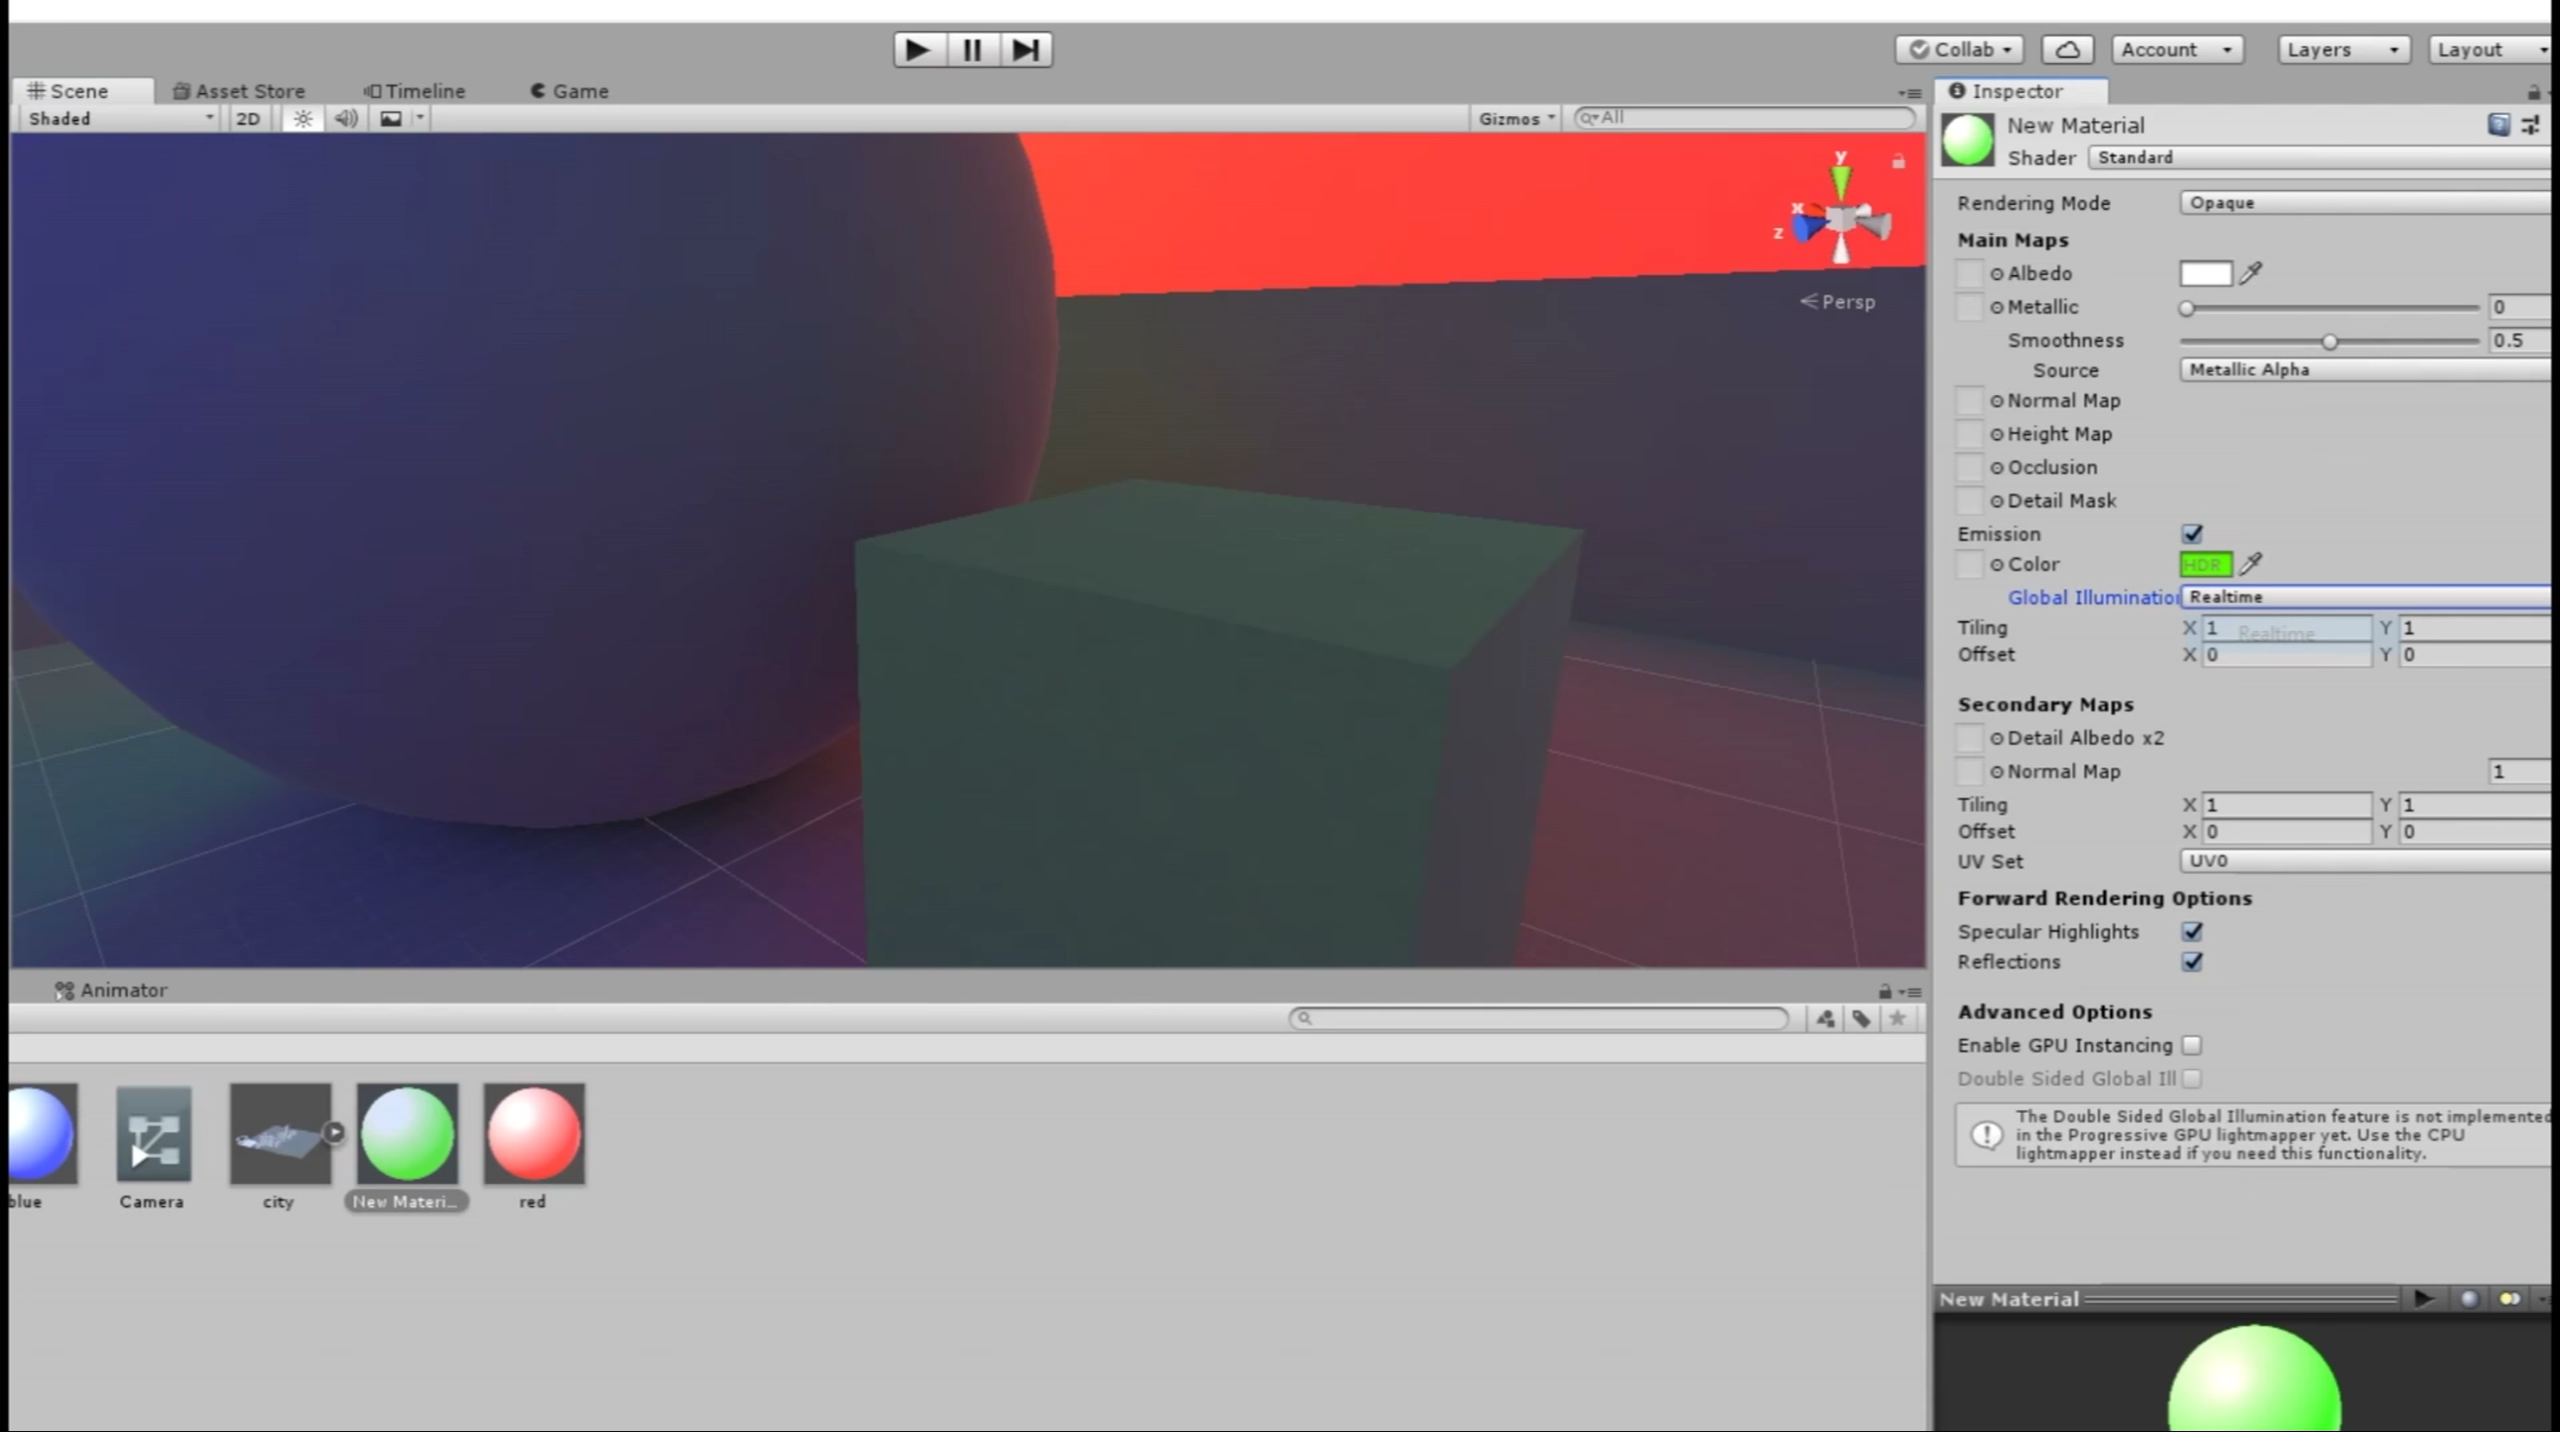 Collab
Account
Layers
Layout
Scene
Asset Store
Timeline
Game
Inspector
Shaded
2D
Gizmos
All
y
x
z
Persp
New Material
Shader Standard
Rendering Mode Opaque
Main Maps
Albedo
Metallic 0
Smoothness 0.5
Source Metallic Alpha
Normal Map
Height Map
Occlusion
Detail Mask
Emission
Color HDR
Global Illumination Realtime
Tiling X 1 Realtime Y 1
Offset X 0 Y 0
Secondary Maps
Detail Albedo x2
Normal Map 1
Tiling X 1 Y 1
Offset X 0 Y 0
UV Set UV0
Forward Rendering Options
Specular Highlights
Reflections
Advanced Options
Enable GPU Instancing
Double Sided Global Ill
The Double Sided Global Illumination feature is not implemented
in the Progressive GPU lightmapper yet. Use the CPU
lightmapper instead if you need this functionality.
New Material
Animator
blue
Camera
city
New Materi...
red